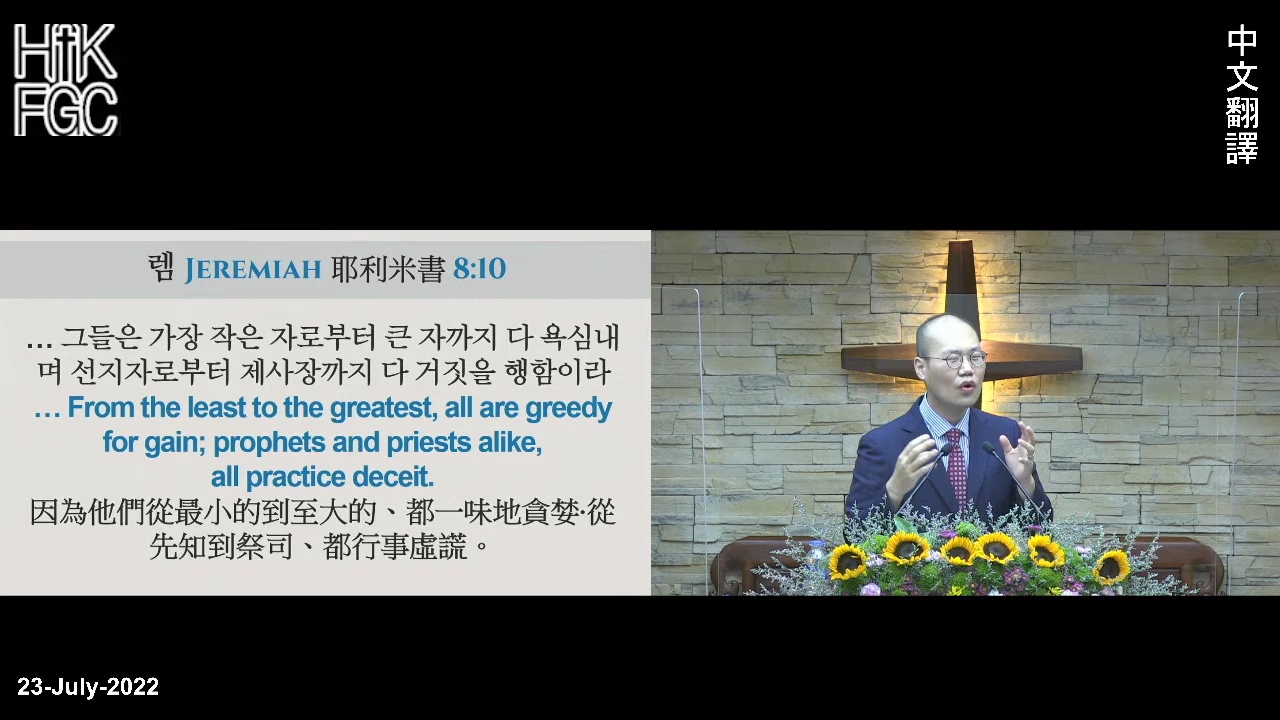 HK
FGC
中文翻譯
렘 JEREMIAH 耶利米書 8:10
... 그들은 가장 작은 자로부터 큰 자까지 다 욕심내
며 선지자로부터 제사장까지 다 거짓을 행함이라
... From the least to the greatest, all are greedy
for gain; prophets and priests alike,
all practice deceit.
因為他們從最小的到至大的、都一味地貪婪·從
先知到祭司、都行事虛謊。
23-July-2022